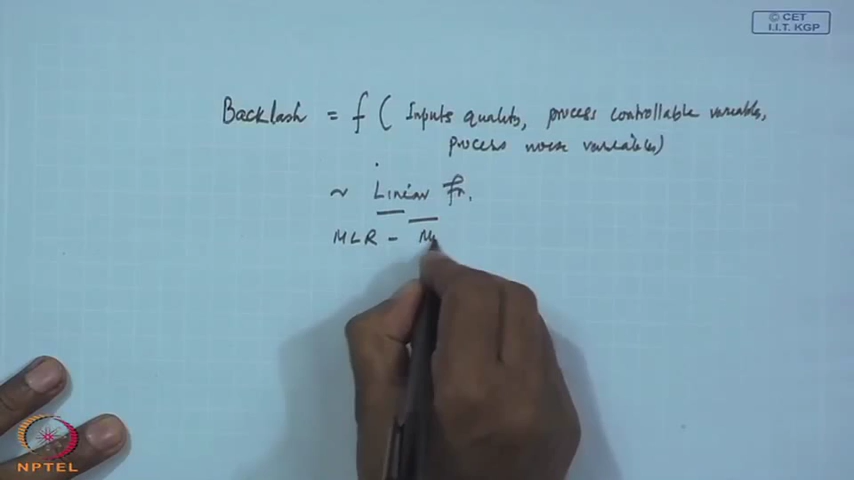 © CET
I.I.T. KGP
Backlash = f ( Inputs quality, process controllable variables,
process noise variables)
~ Linear fn.
MLR - M
NPTEL